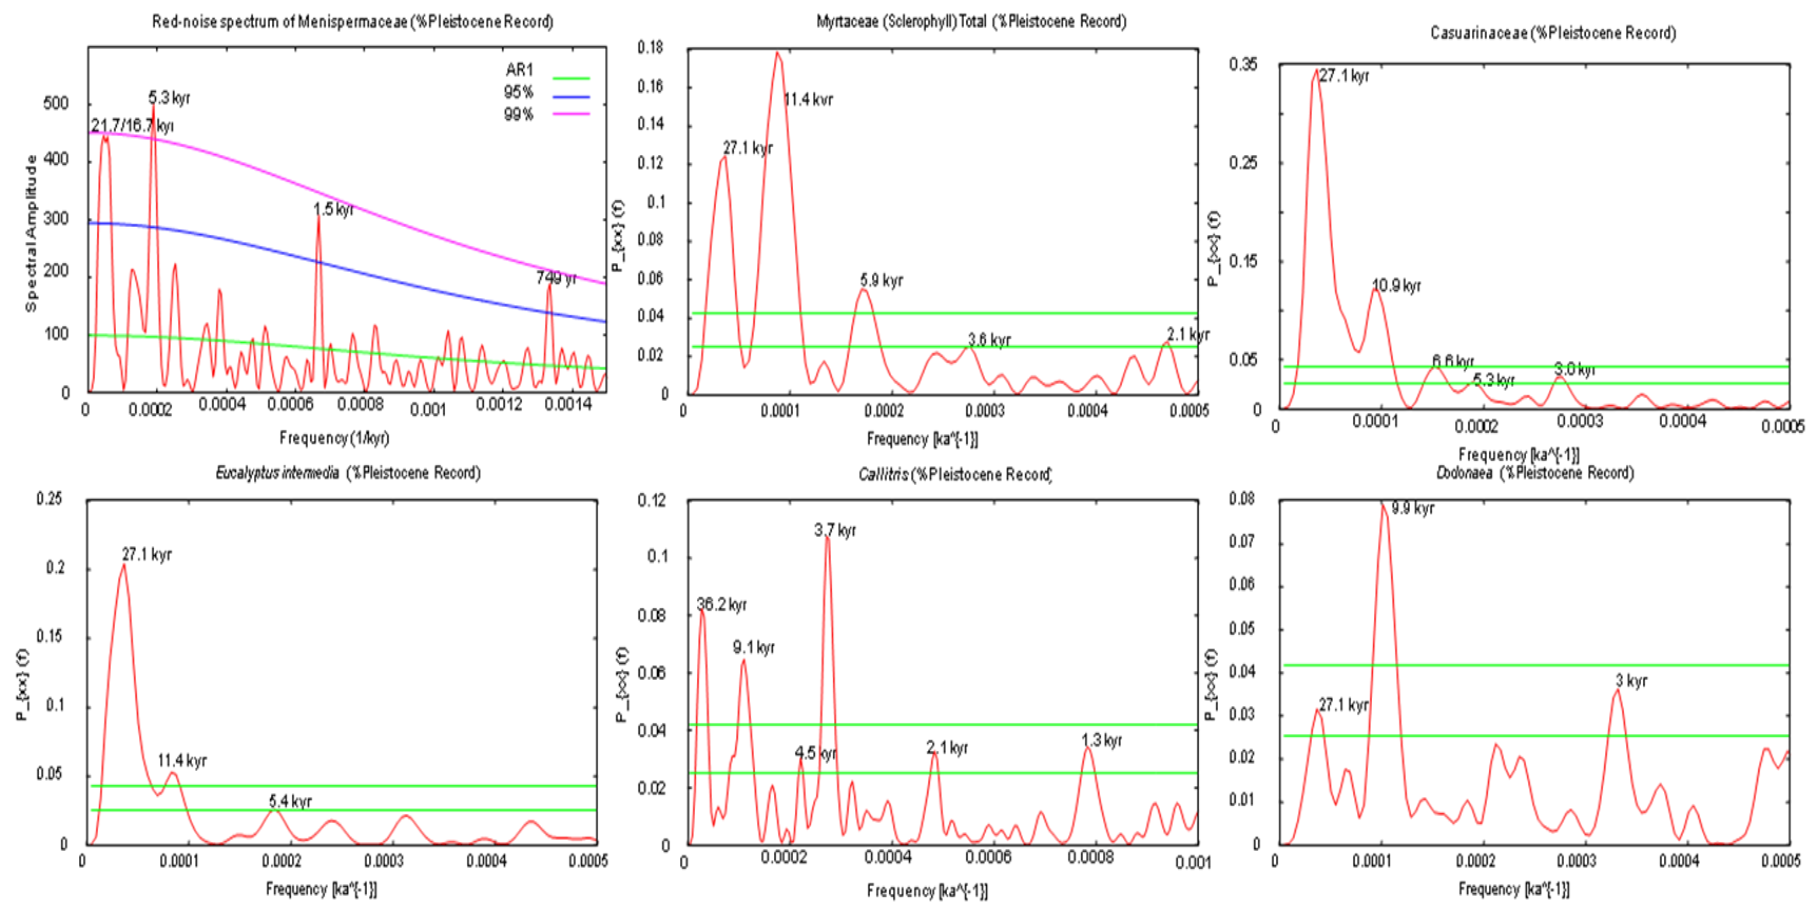 Red-noise spectrum of Menispermaceae (%Pleistocene Record)
AR1
95%
99%
500
400
300
200
100
0
Spectral Amplitude
21.7/16.7 kyr
5.3 kyr
1.5 kyr
749 yr
0 0.0002 0.0004 0.0006 0.0008 0.001 0.0012 0.0014
Frequency (1/kyr)
Myrtaceae (Sclerophyll) Total (%Pleistocene Record)
0.18
0.16
0.14
0.12
0.1
0.08
0.06
0.04
0.02
0
P_{xx} (f)
27.1 kyr
11.4 kyr
5.9 kyr
3.6 kyr
2.1 kyr
0 0.0001 0.0002 0.0003 0.0004 0.0005
Frequency [ka^{-1}]
Casuarinaceae (%Pleistocene Record)
0.35
0.25
0.15
0.05
0
P_{xx} (f)
27.1 kyr
10.9 kyr
6.6 kyr
5.3 kyr
3.0 kyr
0 0.0001 0.0002 0.0003 0.0004 0.0005
Frequency [ka^{-1}]
Eucalyptus intermedia (%Pleistocene Record)
0.25
0.2
0.15
0.1
0.05
0
P_{xx} (f)
27.1 kyr
11.4 kyr
5.4 kyr
0 0.0001 0.0002 0.0003 0.0004 0.0005
Frequency [ka^{-1}]
Callitris (%Pleistocene Record)
0.12
0.1
0.08
0.06
0.04
0.02
0
P_{xx} (f)
36.2 kyr
9.1 kyr
4.5 kyr
3.7 kyr
2.1 kyr
1.3 kyr
0 0.0002 0.0004 0.0006 0.0008 0.001
Frequency [ka^{-1}]
Dodonaea (%Pleistocene Record)
0.08
0.07
0.06
0.05
0.04
0.03
0.02
0.01
0
P_{xx} (f)
27.1 kyr
9.9 kyr
3 kyr
0 0.0001 0.0002 0.0003 0.0004 0.0005
Frequency [ka^{-1}]